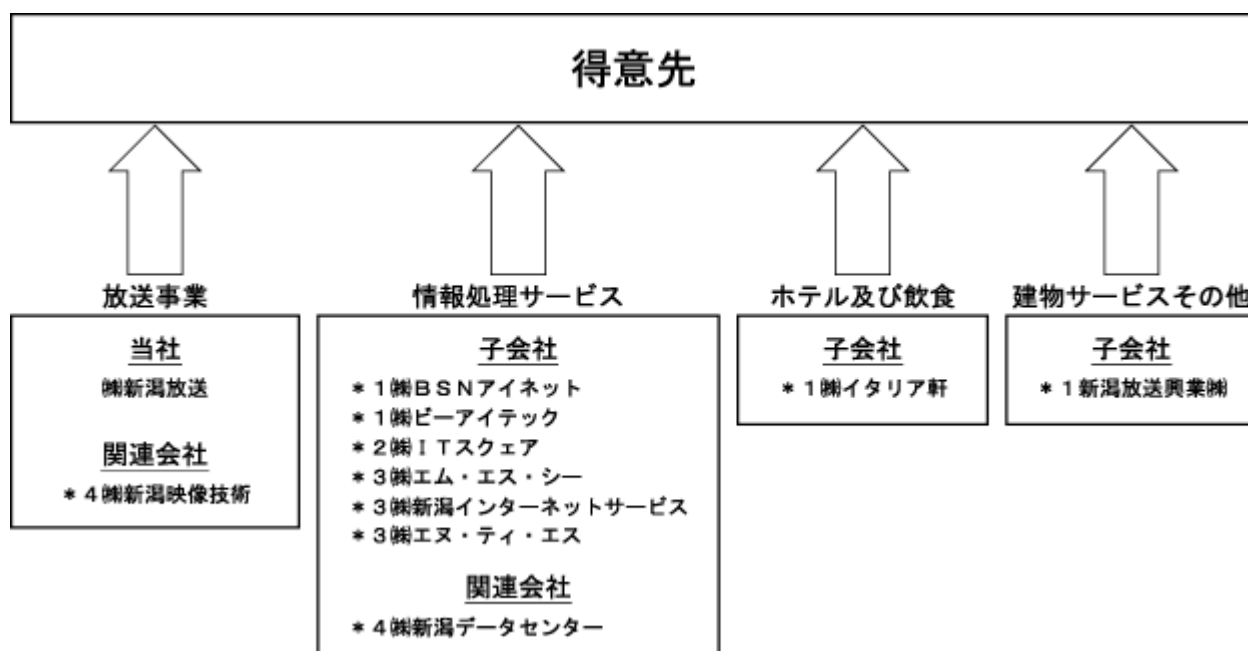 得意先
放送事業
当社
㈱新潟放送
関連会社
*4㈱新潟映像技術
情報処理サービス
子会社
*1㈱BSNアイネット
*1㈱ビーアイテック
*2㈱ITスクェア
*3㈱エム・エス・シー
*3㈱新潟インターネットサービス
*3㈱エヌ・ティ・エス
関連会社
*4㈱新潟データセンター
ホテル及び飲食
子会社
*1㈱イタリア軒
建物サービスその他
子会社
*1新潟放送興業㈱